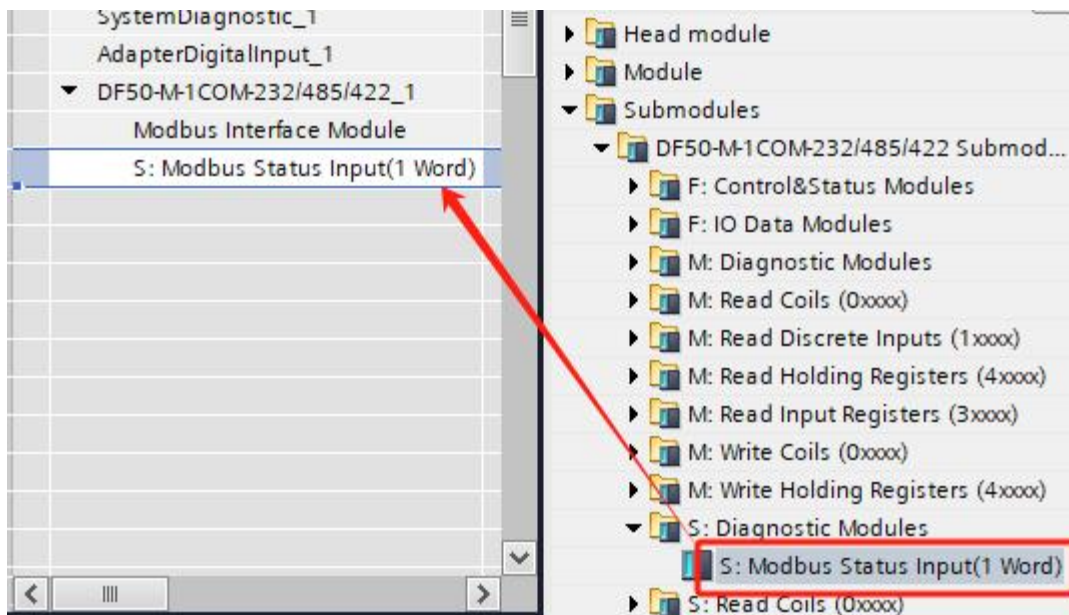 SystemDiagnostic_1
AdapterDigitalInput_1
DF50-M-1COM-232/485/422_1
Modbus Interface Module
S: Modbus Status Input(1 Word)
Head module
Module
Submodules
DF50-M-1COM-232/485/422 Submod...
F: Control&Status Modules
F: IO Data Modules
M: Diagnostic Modules
M: Read Coils (0xxxx)
M: Read Discrete Inputs (1xxxx)
M: Read Holding Registers (4xxxx)
M: Read Input Registers (3xxxx)
M: Write Coils (0xxxx)
M: Write Holding Registers (4xxxx)
S: Diagnostic Modules
S: Modbus Status Input(1 Word)
S: Read Coils (0xxxx)